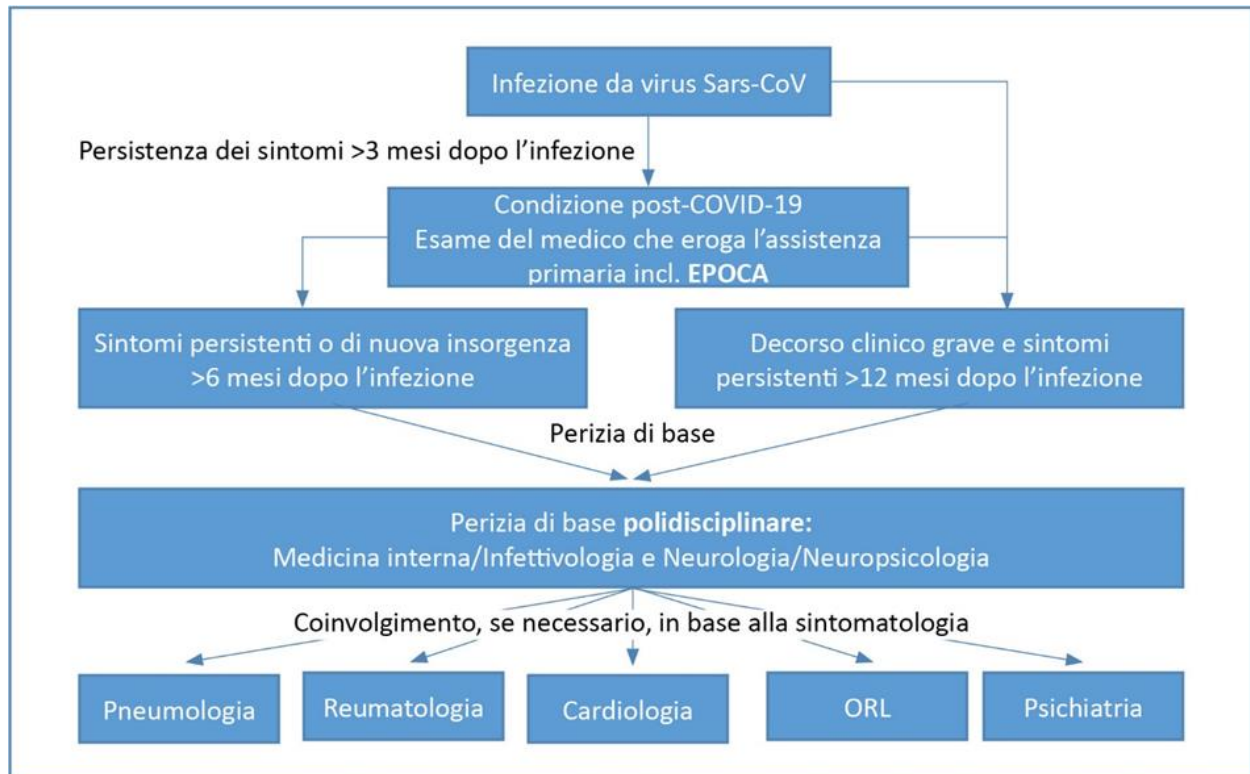 Infezione da virus Sars-CoV
Persistenza dei sintomi >3 mesi dopo l’infezione
Condizione post-COVID-19
Esame del medico che eroga l’assistenza
primaria incl. EPOCA
Sintomi persistenti o di nuova insorgenza
>6 mesi dopo l’infezione
Decorso clinico grave e sintomi
persistenti >12 mesi dopo l’infezione
Perizia di base
Perizia di base polidisciplinare:
Medicina interna/Infettivologia e Neurologia/Neuropsicologia
Coinvolgimento, se necessario, in base alla sintomatologia
Pneumologia
Reumatologia
Cardiologia
ORL
Psichiatria